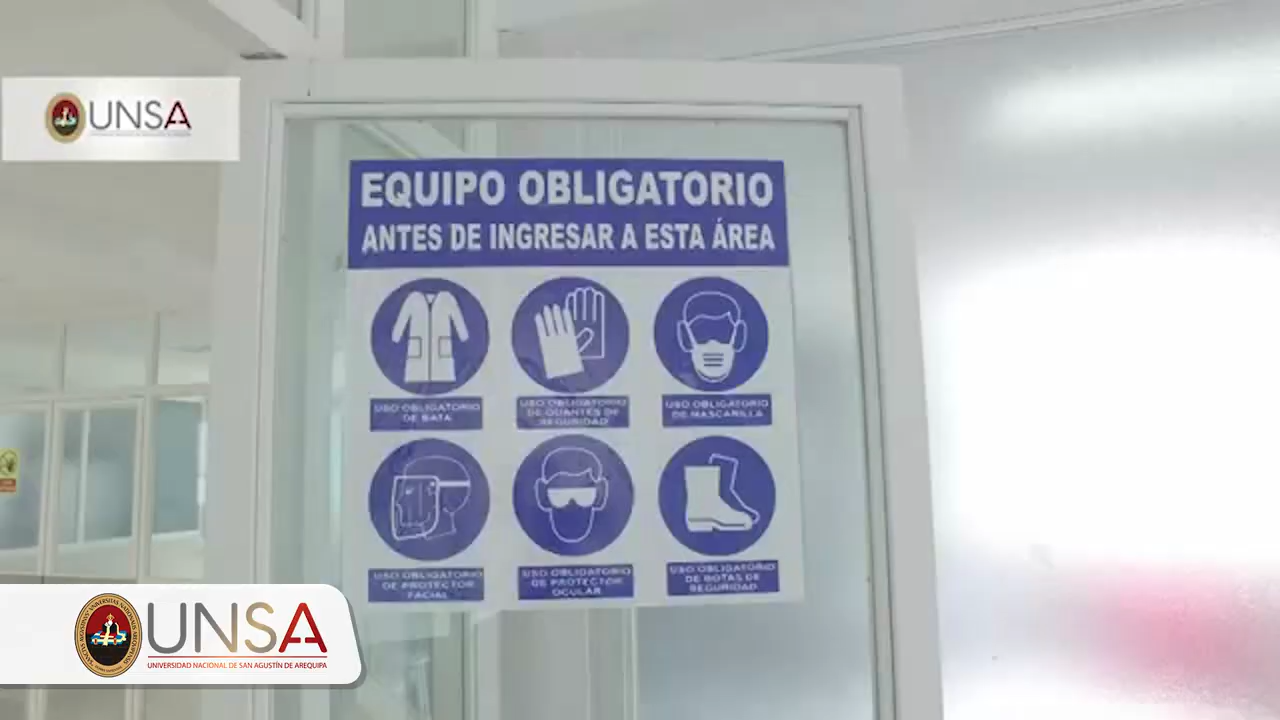 UNSA
EQUIPO OBLIGATORIO
ANTES DE INGRESAR A ESTA ÁREA
USO OBLIGATORIO
DE BATA
USO OBLIGATORIO
DE GUANTES DE
SEGURIDAD
USO OBLIGATORIO
DE MASCARILLA
USO OBLIGATORIO
DE PROTECTOR
FACIAL
USO OBLIGATORIO
DE PROTECTOR
OCULAR
USO OBLIGATORIO
DE BOTAS DE
SEGURIDAD
UNSA
UNIVERSIDAD NACIONAL DE SAN AGUSTÍN DE AREQUIPA